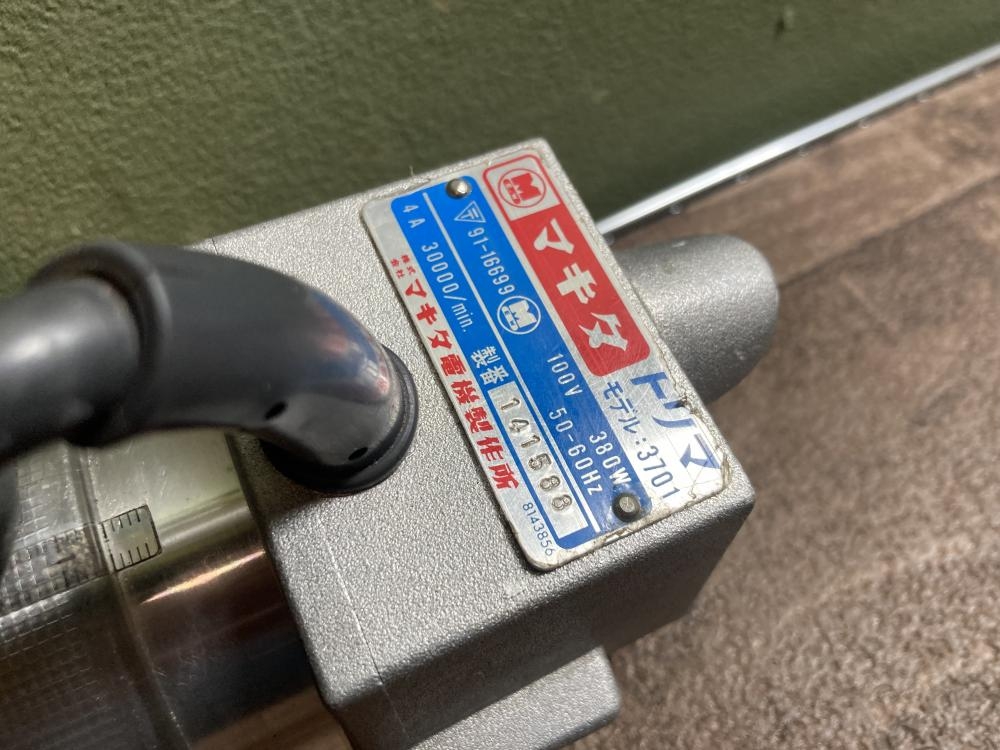 マキタ
トリマ
モデル:3701
91-16699
100V 380W
50-60Hz
4A 30000/min.
製番 141588
株式会社 マキタ電機製作所
8143856